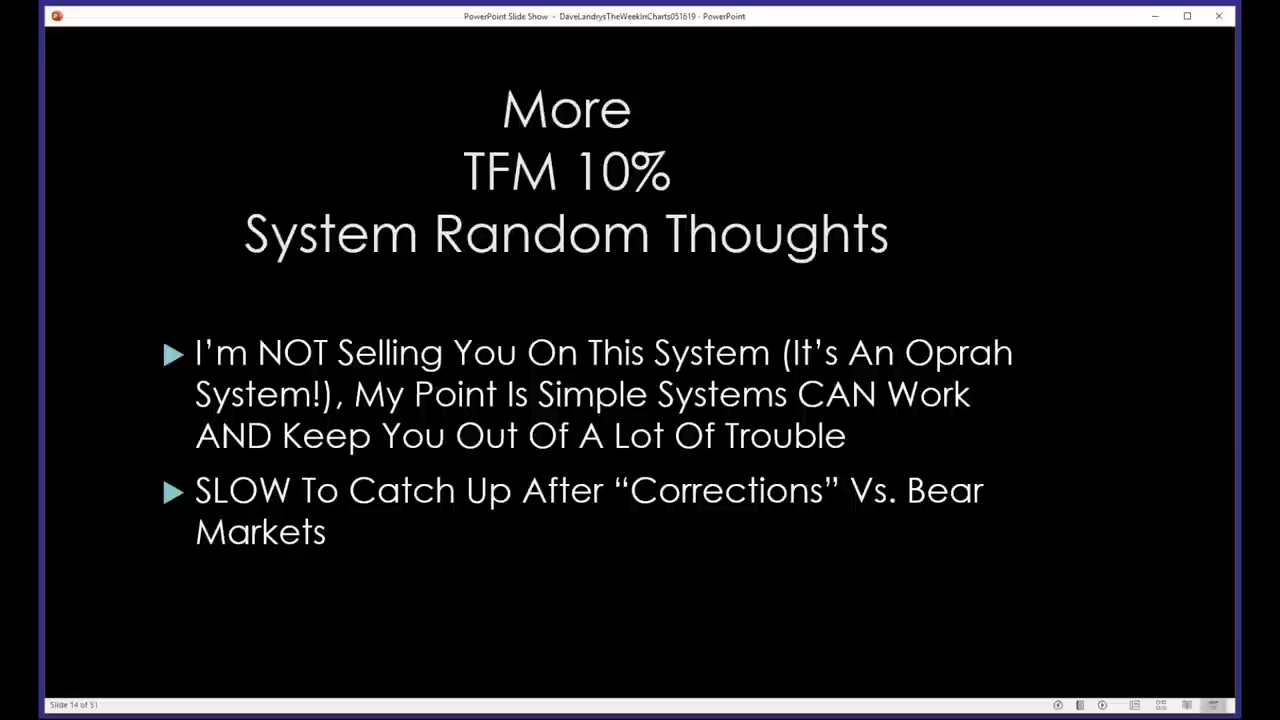 PowerPoint Slide Show - DaveLandrysTheWeekInCharts051619 - PowerPoint
More
TFM 10%
System Random Thoughts
I'm NOT Selling You On This System (It's An Oprah
System!), My Point Is Simple Systems CAN Work
AND Keep You Out Of A Lot Of Trouble
SLOW To Catch Up After “Corrections” Vs. Bear
Markets
Slide 14 of 51